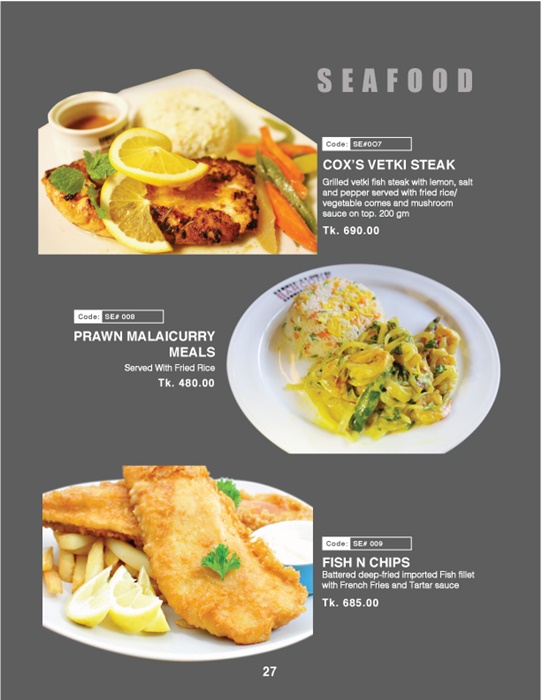 SEAFOOD
Code: SE#007
COX'S VETKI STEAK
Grilled vetki fish steak with lemon, salt
and pepper served with fried rice/
vegetable comes and mushroom
sauce on top. 200 gm
Tk. 690.00
Code: SE# 008
PRAWN MALAICURRY
MEALS
Served With Fried Rice
Tk. 480.00
Code: SE# 009
FISH N CHIPS
Battered deep-fried imported Fish fillet
with French Fries and Tartar sauce
Tk. 685.00
27